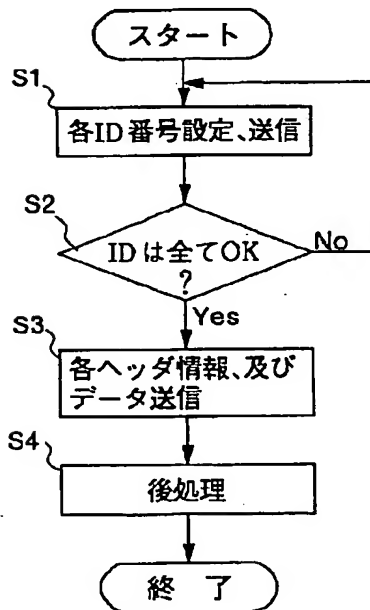 スタート
S1
各ID番号設定、送信
S2
IDは全てOK
?
No
Yes
S3
各ヘッダ情報、及び
データ送信
S4
後処理
終 了